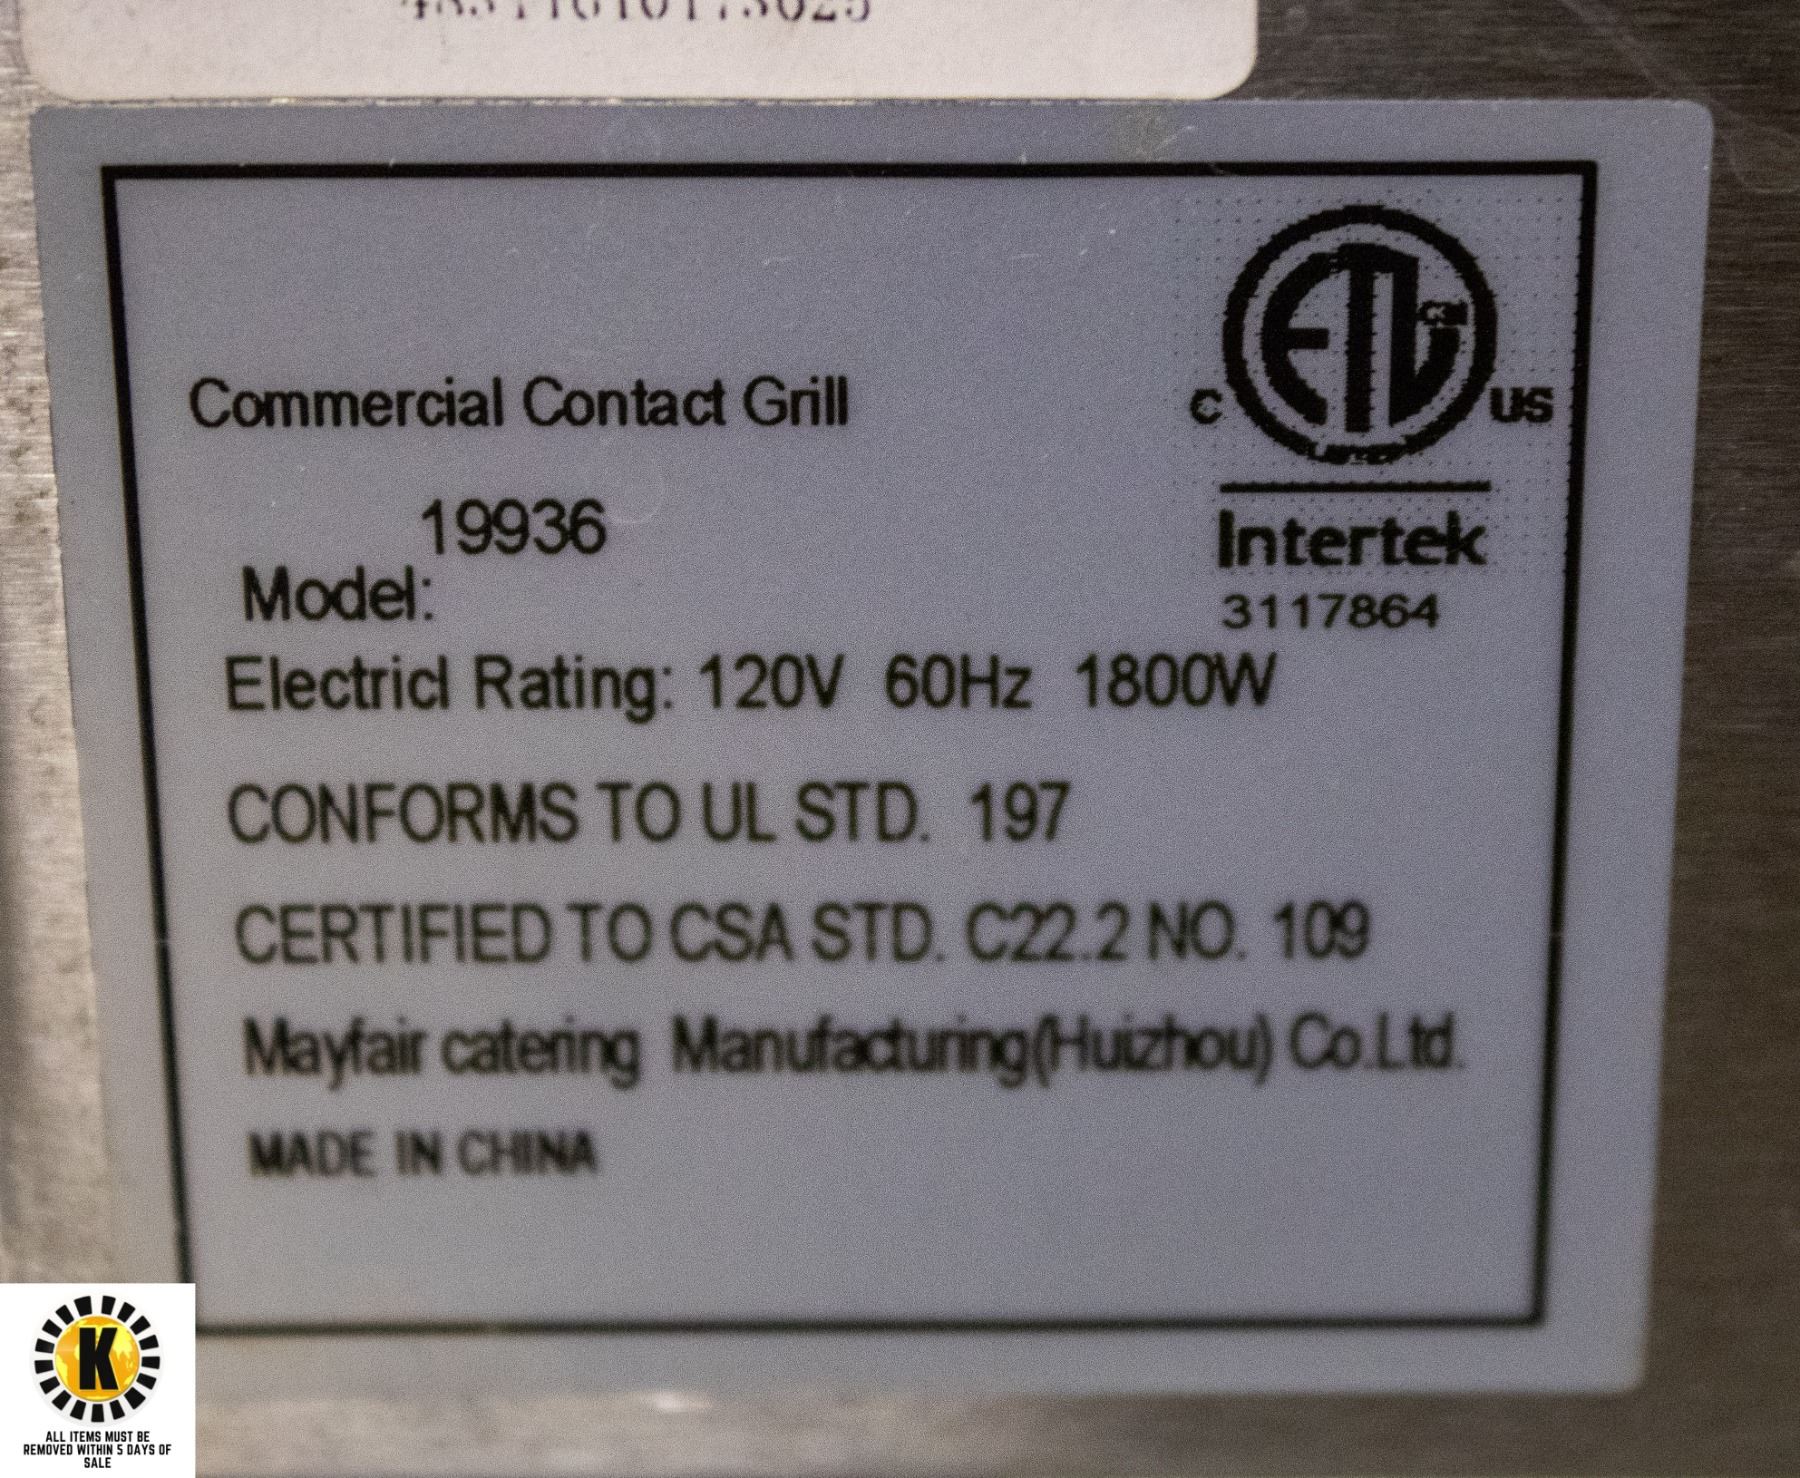 Commercial Contact Grill
19936
Model:
Electricl Rating: 120V 60Hz 1800W
CONFORMS TO UL STD. 197
CERTIFIED TO CSA STD. C22.2 NO. 109
Mayfair catering Manufacturing(Huizhou) Co.Ltd.
MADE IN CHINA
ETL
C US
Intertek
3117864
K
ALL ITEMS MUST BE
REMOVED WITHIN 5 DAYS OF
SALE